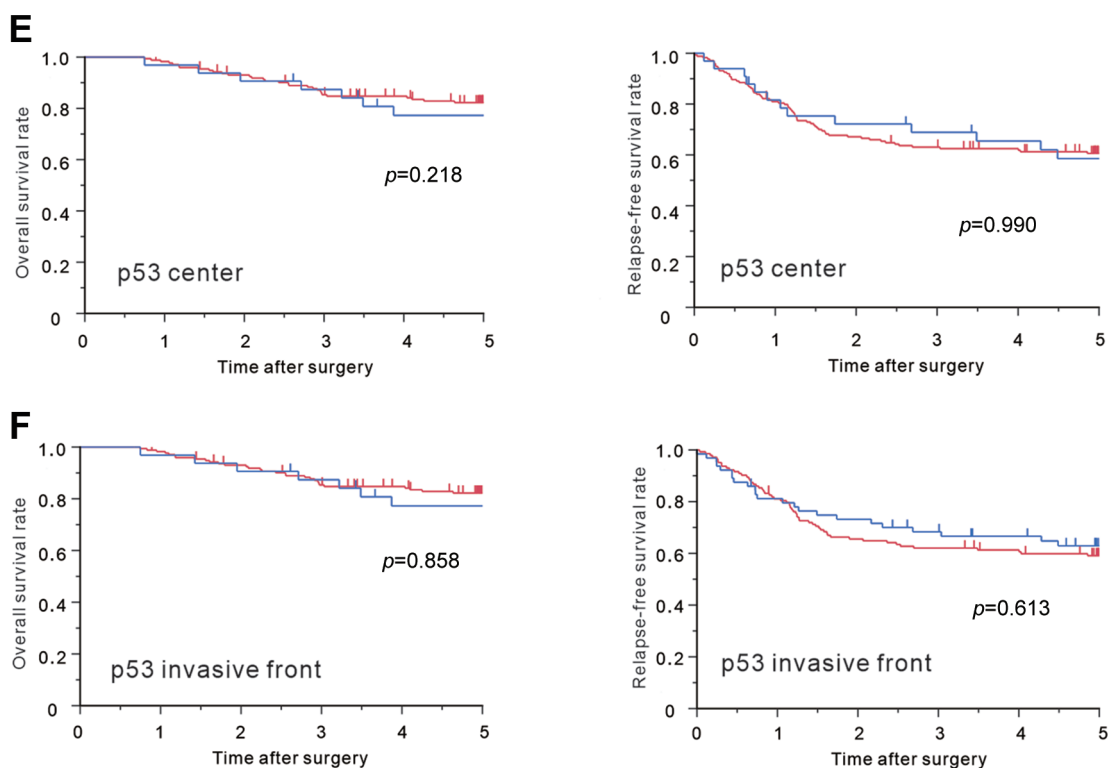 E
Overall survival rate
1.0
0.8
0.6
0.4
0.2
0
p=0.218
p53 center
0 1 2 3 4 5
Time after surgery
Relapse-free survival rate
1.0
0.8
0.6
0.4
0.2
0
p=0.990
p53 center
0 1 2 3 4 5
Time after surgery
F
Overall survival rate
1.0
0.8
0.6
0.4
0.2
0
p=0.858
p53 invasive front
0 1 2 3 4 5
Time after surgery
Relapse-free survival rate
1.0
0.8
0.6
0.4
0.2
0
p=0.613
p53 invasive front
0 1 2 3 4 5
Time after surgery